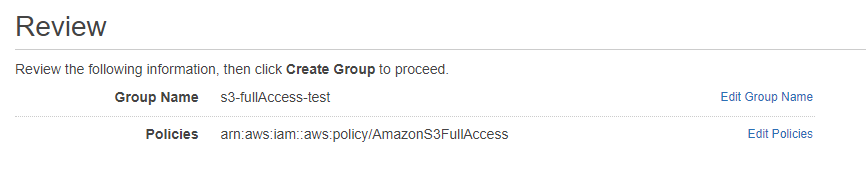 Review
Review the following information, then click Create Group to proceed.
Group Name s3-fullAccess-test Edit Group Name
Policies arn:aws:iam::aws:policy/AmazonS3FullAccess Edit Policies